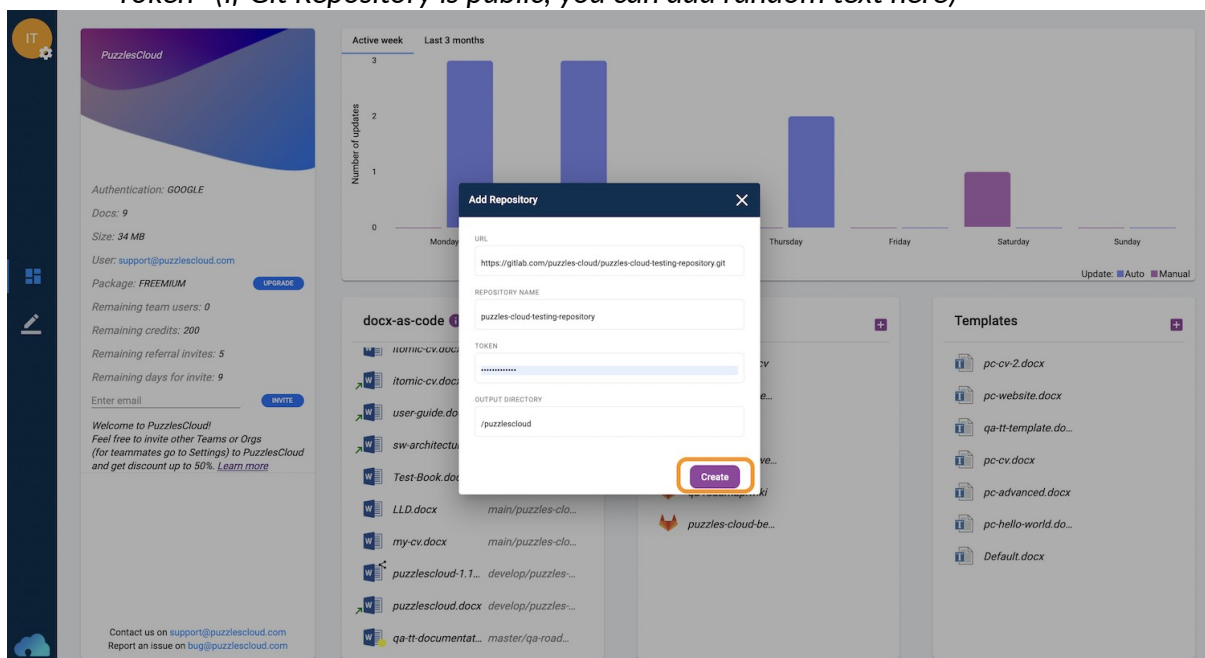 Token* (If Git Repository is public, you can add random text here)
IT
PuzzlesCloud
Authentication: GOOGLE
Docs: 9
Size: 34 MB
User: support@puzzlescloud.com
Package: FREEMIUM UPGRADE
Remaining team users: 0
Remaining credits: 200
Remaining referral invites: 5
Remaining days for invite: 9
Enter email INVITE
Welcome to PuzzlesCloud!
Feel free to invite other Teams or Orgs
(for teammates go to Settings) to PuzzlesCloud
and get discount up to 50%. Learn more
Contact us on support@puzzlescloud.com
Report an issue on bug@puzzlescloud.com
Active week Last 3 months
Number of updates
3
2
1
0
Monday Thursday Friday Saturday Sunday
Update: Auto Manual
Add Repository
URL
https://gitlab.com/puzzles-cloud/puzzles-cloud-testing-repository.git
REPOSITORY NAME
puzzles-cloud-testing-repository
TOKEN
•••••••••••••
OUTPUT DIRECTORY
/puzzlescloud
Create
docx-as-code
itomic-cv.docx
itomic-cv.doc
user-guide.do
sw-architectu
Test-Book.doc
LLD.docx main/puzzles-clo...
my-cv.docx main/puzzles-clo...
puzzlescloud-1.1... develop/puzzles-...
puzzlescloud.docx develop/puzzles-...
qa-tt-documentat... master/qa-road...
puzzles-cloud-be...
Templates
pc-cv-2.docx
pc-website.docx
qa-tt-template.do...
pc-cv.docx
pc-advanced.docx
pc-hello-world.do...
Default.docx